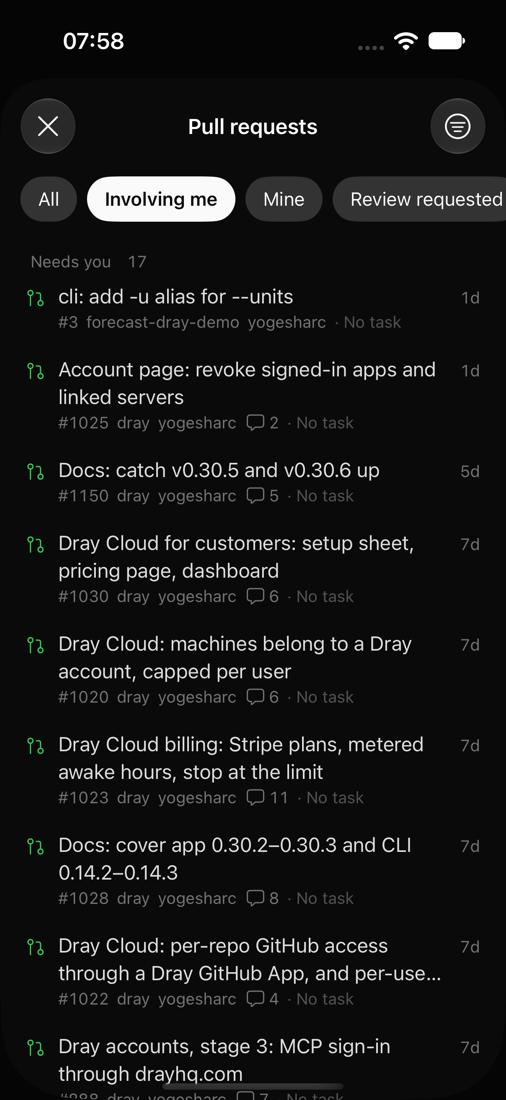 07:58
Pull requests
All
Involving me
Mine
Review requested
Needs you 17
cli: add -u alias for --units 1d
#3 forecast-dray-demo yogesharc · No task
Account page: revoke signed-in apps and 1d
linked servers
#1025 dray yogesharc 2 · No task
Docs: catch v0.30.5 and v0.30.6 up 5d
#1150 dray yogesharc 5 · No task
Dray Cloud for customers: setup sheet, 7d
pricing page, dashboard
#1030 dray yogesharc 6 · No task
Dray Cloud: machines belong to a Dray 7d
account, capped per user
#1020 dray yogesharc 6 · No task
Dray Cloud billing: Stripe plans, metered 7d
awake hours, stop at the limit
#1023 dray yogesharc 11 · No task
Docs: cover app 0.30.2–0.30.3 and CLI 7d
0.14.2–0.14.3
#1028 dray yogesharc 8 · No task
Dray Cloud: per-repo GitHub access 7d
through a Dray GitHub App, and per-use...
#1022 dray yogesharc 4 · No task
Dray accounts, stage 3: MCP sign-in 7d
through drayhq.com
#988 dray yogesharc 7 · No task